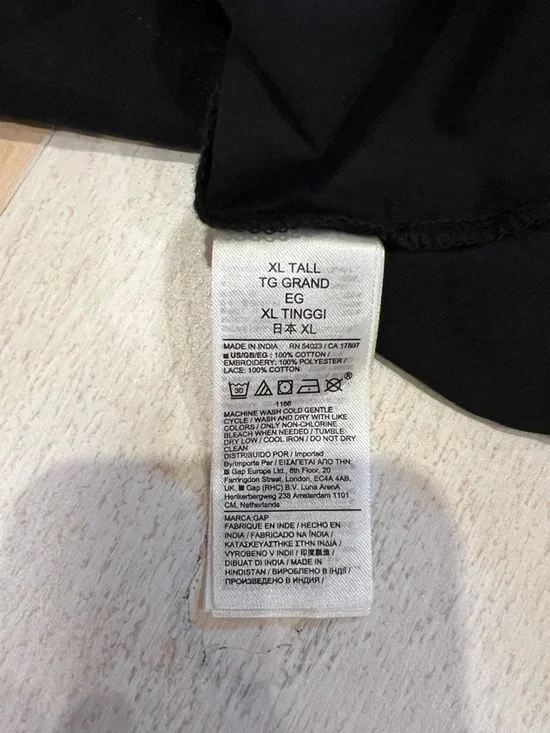 XL TALL
TG GRAND
EG
XL TINGGI
日本 XL
MADE IN INDIA RN 54023 / CA 17897
US/GB/EG : 100% COTTON /
EMBROIDERY: 100% POLYESTER /
LACE: 100% COTTON
30
®
1166
MACHINE WASH COLD GENTLE
CYCLE / WASH AND DRY WITH LIKE
COLORS / ONLY NON-CHLORINE
BLEACH WHEN NEEDED / TUMBLE
DRY LOW / COOL IRON / DO NOT DRY
CLEAN
DISTRIBUIDO POR / Imported
By/Importe Par / ΕΙΣΑΓΕΤΑΙ ΑΠΟ ΤΗΝ:
Gap Europe Ltd., 6th Floor, 20
Farringdon Street, London, EC4A 4AB,
UK. Gap (RHC) B.V. Luna ArenA
Herikerbergweg 238 Amsterdam 1101
CM, Netherlands
MARCA:GAP
FABRIQUE EN INDE / HECHO EN
INDIA / FABRICADO NA ÍNDIA /
ΚΑΤΑΣΚΕΥΑΣΤΗΚΕ ΣΤΗΝ ΙΝΔΙΑ /
VYROBENO V INDII / 印度製造 /
DIBUAT DI INDIA / MADE IN
HINDISTAN / ВИРОБЛЕНО В ІНДІЇ /
ПРОИЗВЕДЕНО В ИНДИИ /